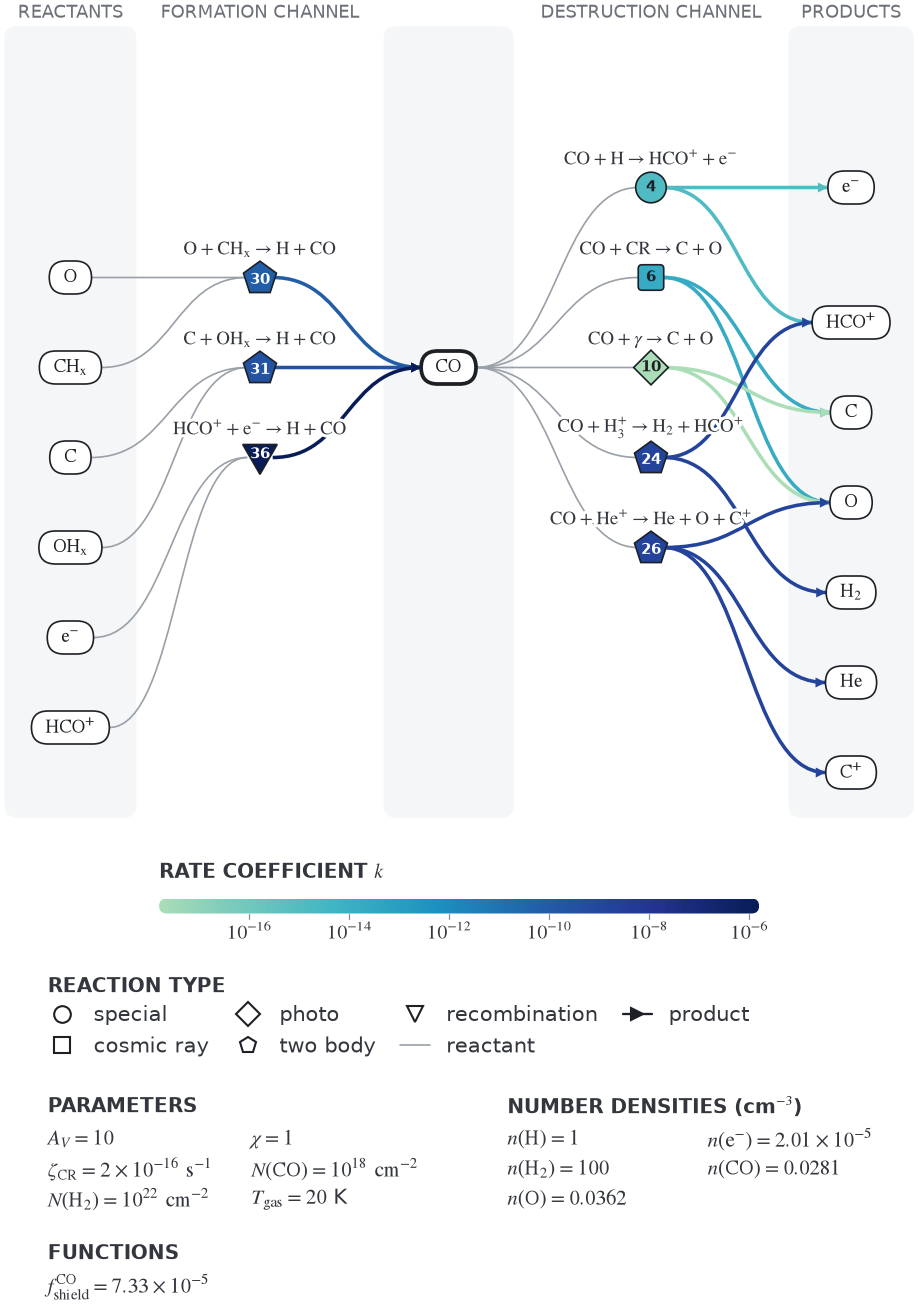 REACTANTS FORMATION CHANNEL DESTRUCTION CHANNEL PRODUCTS
CO + H → HCO⁺ + e⁻
4 e⁻
O + CHₓ → H + CO CO + CR → C + O
O 30 6
HCO⁺
C + OHₓ → H + CO CO + γ → C + O
CHₓ 31 CO 10
C
HCO⁺ + e⁻ → H + CO CO + H₃⁺ → H₂ + HCO⁺
C 36 24
O
CO + He⁺ → He + O + C⁺
OHₓ 26
H₂
e⁻
He
HCO⁺
C⁺
RATE COEFFICIENT k
10⁻¹⁶ 10⁻¹⁴ 10⁻¹² 10⁻¹⁰ 10⁻⁸ 10⁻⁶
REACTION TYPE
special photo recombination product
cosmic ray two body reactant
PARAMETERS
A_V = 10 χ = 1
ζ_CR = 2 × 10⁻¹⁶ s⁻¹ N(CO) = 10¹⁸ cm⁻²
N(H₂) = 10²² cm⁻² T_gas = 20 K
NUMBER DENSITIES (cm⁻³)
n(H) = 1 n(e⁻) = 2.01 × 10⁻⁵
n(H₂) = 100 n(CO) = 0.0281
n(O) = 0.0362
FUNCTIONS
f_shield^CO = 7.33 × 10⁻⁵